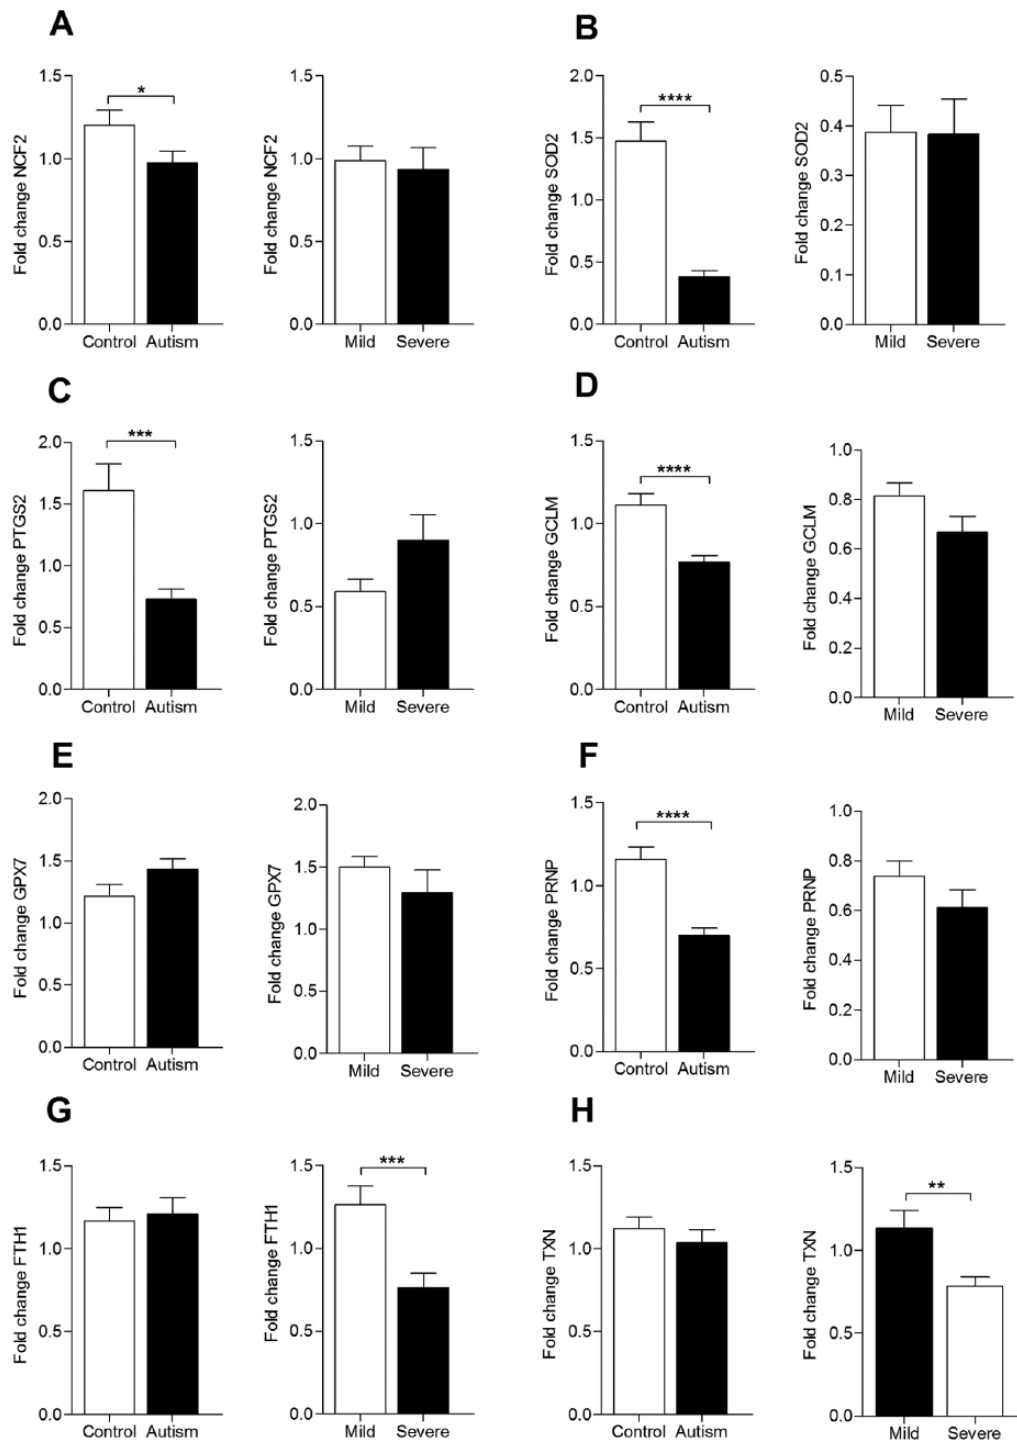 A
B
*
1.5
1.0
0.5
0.0
Fold change NCF2
Control Autism
1.5
1.0
0.5
0.0
Fold change NCF2
Mild Severe
****
2.0
1.5
1.0
0.5
0.0
Fold change SOD2
Control Autism
0.5
0.4
0.3
0.2
0.1
0.0
Fold change SOD2
Mild Severe
C
D
***
2.0
1.5
1.0
0.5
0.0
Fold change PTGS2
Control Autism
1.5
1.0
0.5
0.0
Fold change PTGS2
Mild Severe
****
1.5
1.0
0.5
0.0
Fold change GCLM
Control Autism
1.0
0.8
0.6
0.4
0.2
0.0
Fold change GCLM
Mild Severe
E
F
2.0
1.5
1.0
0.5
0.0
Fold change GPX7
Control Autism
2.0
1.5
1.0
0.5
0.0
Fold change GPX7
Mild Severe
****
1.5
1.0
0.5
0.0
Fold change PRNP
Control Autism
1.0
0.8
0.6
0.4
0.2
0.0
Fold change PRNP
Mild Severe
G
H
1.5
1.0
0.5
0.0
Fold change FTH1
Control Autism
***
1.5
1.0
0.5
0.0
Fold change FTH1
Mild Severe
1.5
1.0
0.5
0.0
Fold change TXN
Control Autism
**
1.5
1.0
0.5
0.0
Fold change TXN
Mild Severe